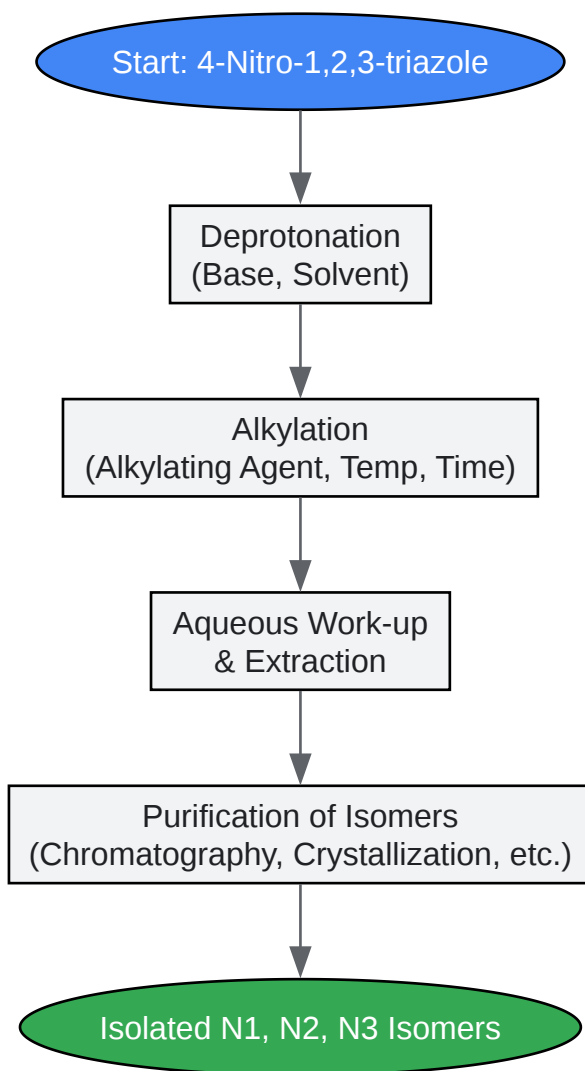 Start: 4-Nitro-1,2,3-triazole
Deprotonation
(Base, Solvent)
Alkylation
(Alkylating Agent, Temp, Time)
Aqueous Work-up
& Extraction
Purification of Isomers
(Chromatography, Crystallization, etc.)
Isolated N1, N2, N3 Isomers